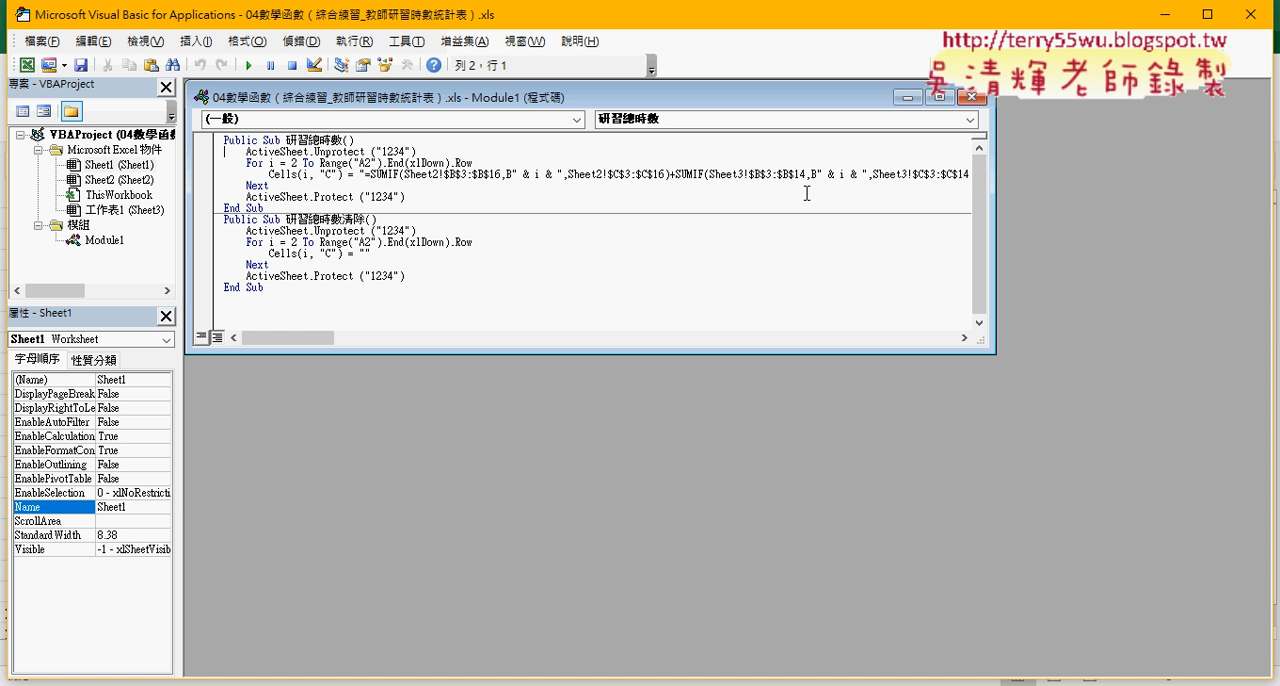 Microsoft Visual Basic for Applications - 04數學函數（綜合練習_教師研習時數統計表）.xls
檔案(F) 編輯(E) 檢視(V) 插入(I) 格式(O) 偵錯(D) 執行(R) 工具(T) 增益集(A) 視窗(W) 說明(H)
http://terry55wu.blogspot.tw
吳清輝老師錄製
列 2，行 1
專案 - VBAProject
VBAProject (04數學函數
Microsoft Excel 物件
Sheet1 (Sheet1)
Sheet2 (Sheet2)
ThisWorkbook
工作表1 (Sheet3)
模組
Module1
屬性 - Sheet1
Sheet1 Worksheet
字母順序 性質分類
(Name) Sheet1
DisplayPageBreak False
DisplayRightToLe False
EnableAutoFilter False
EnableCalculation True
EnableFormatCon True
EnableOutlining False
EnablePivotTable False
EnableSelection 0 - xlNoRestricti
Name Sheet1
ScrollArea
StandardWidth 8.38
Visible -1 - xlSheetVisib
04數學函數（綜合練習_教師研習時數統計表）.xls - Module1 (程式碼)
(一般) 研習總時數
Public Sub 研習總時數()
ActiveSheet.Unprotect ("1234")
For i = 2 To Range("A2").End(xlDown).Row
Cells(i, "C") = "=SUMIF(Sheet2!$B$3:$B$16,B" & i & ",Sheet2!$C$3:$C$16)+SUMIF(Sheet3!$B$3:$B$14,B" & i & ",Sheet3!$C$3:$C$14
Next
ActiveSheet.Protect ("1234")
End Sub
Public Sub 研習總時數清除()
ActiveSheet.Unprotect ("1234")
For i = 2 To Range("A2").End(xlDown).Row
Cells(i, "C") = ""
Next
ActiveSheet.Protect ("1234")
End Sub